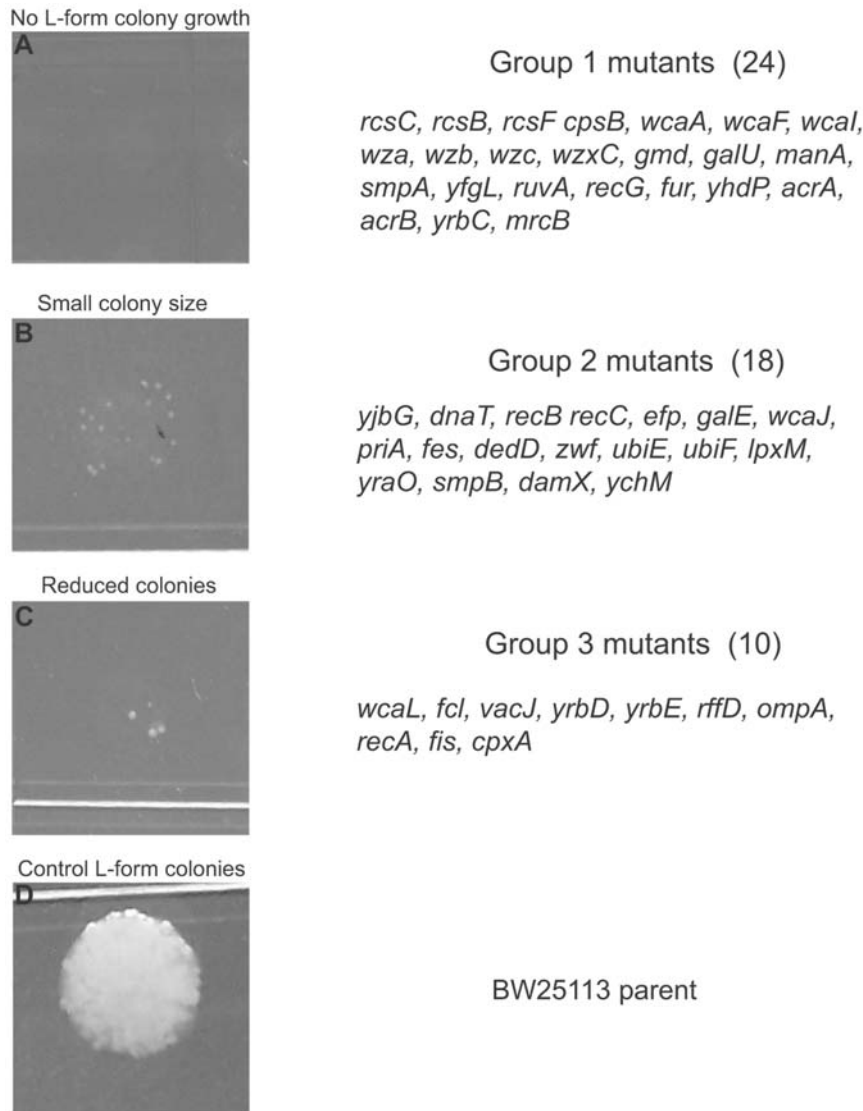 No L-form colony growth
A
Group 1 mutants (24)
rcsC, rcsB, rcsF cpsB, wcaA, wcaF, wcaI,
wza, wzb, wzc, wzxC, gmd, galU, manA,
smpA, yfgL, ruvA, recG, fur, yhdP, acrA,
acrB, yrbC, mrcB
Small colony size
B
Group 2 mutants (18)
yjbG, dnaT, recB recC, efp, galE, wcaJ,
priA, fes, dedD, zwf, ubiE, ubiF, lpxM,
yraO, smpB, damX, ychM
Reduced colonies
C
Group 3 mutants (10)
wcaL, fcl, vacJ, yrbD, yrbE, rffD, ompA,
recA, fis, cpxA
Control L-form colonies
D
BW25113 parent